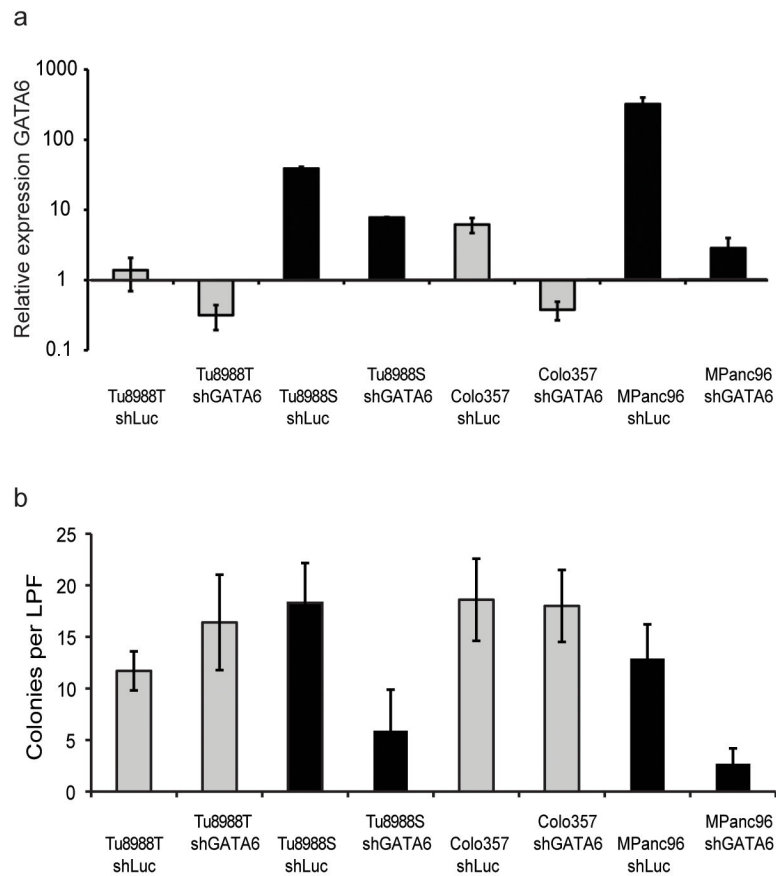 a
Relative expression GATA6
1000
100
10
1
0.1
Tu8988T
shLuc
Tu8988T
shGATA6
Tu8988S
shLuc
Tu8988S
shGATA6
Colo357
shLuc
Colo357
shGATA6
MPanc96
shLuc
MPanc96
shGATA6
b
Colonies per LPF
25
20
15
10
5
0
Tu8988T
shLuc
Tu8988T
shGATA6
Tu8988S
shLuc
Tu8988S
shGATA6
Colo357
shLuc
Colo357
shGATA6
MPanc96
shLuc
MPanc96
shGATA6